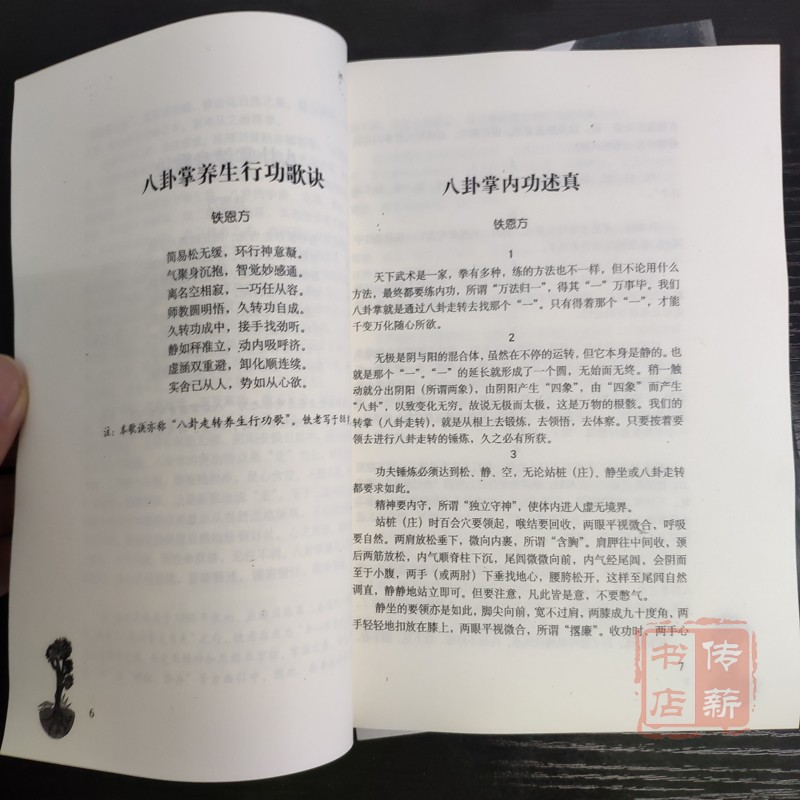 八卦掌养生行功歌诀
铁恩方
简易松无缓，环行神意凝。
气聚身沉抱，智觉妙感通。
离名空相寂，一巧任从容。
师教圆明悟，久转功自成。
久转功成中，接手找劲听。
静如秤准立，动内吸呼济。
虚涵双重避，卸化顺连续。
实舍己从人，势如从心欲。
注：本歌诀亦称“八卦走转养生行功歌”。铁老写于88
6
八卦掌内功述真
铁恩方
1
天下武术是一家，拳有多种，练的方法也不一样，但不论用什么
方法，最终都要练内功，所谓“万法归一”，得其“一”万事毕。我们
八卦掌就是通过八卦走转去找那个“一”。只有得着那个“一”，才能
千变万化随心所欲。
2
无极是阴与阳的混合体，虽然在不停的运转，但它本身是静的。也
就是那个“一”。“一”的延长就形成了一个圆，无始而无终。稍一触
动就分出阴阳（所谓两象），由阴阳产生“四象”，由“四象”而产生
“八卦”，以致变化无穷。故说无极而太极，这是万物的根骸。我们的
转掌（八卦走转），就是从根上去锻炼，去领悟，去体察。只要按着要
领去进行八卦走转的锤炼，久之必有所获。
3
功夫锤炼必须达到松、静、空，无论站桩（庄）、静坐或八卦走转
都要求如此。
精神要内守，所谓“独立守神”，使体内进人虚无境界。
站桩（庄）时百会穴要领起，喉结要回收，两眼平视微合，呼吸
要自然。两肩放松垂下，微向内裹，所谓“含胸”。肩胛往中间收，颈
后两筋放松，内气顺脊柱下沉，尾闾微微向前，内气经尾闾，会阴而
至于小腹，两手（或两肘）下垂找地心，腰胯松开，这样至尾闾自然
调直，静静地站立即可。但要注意，凡此皆是意，不要憋气。
静坐的要领亦是如此，脚尖向前，宽不过肩，两膝成九十度角，两
手轻轻地扣放在膝上，两眼平视微合，所谓“撂廉”。收功时，两手心
7
传薪
书店